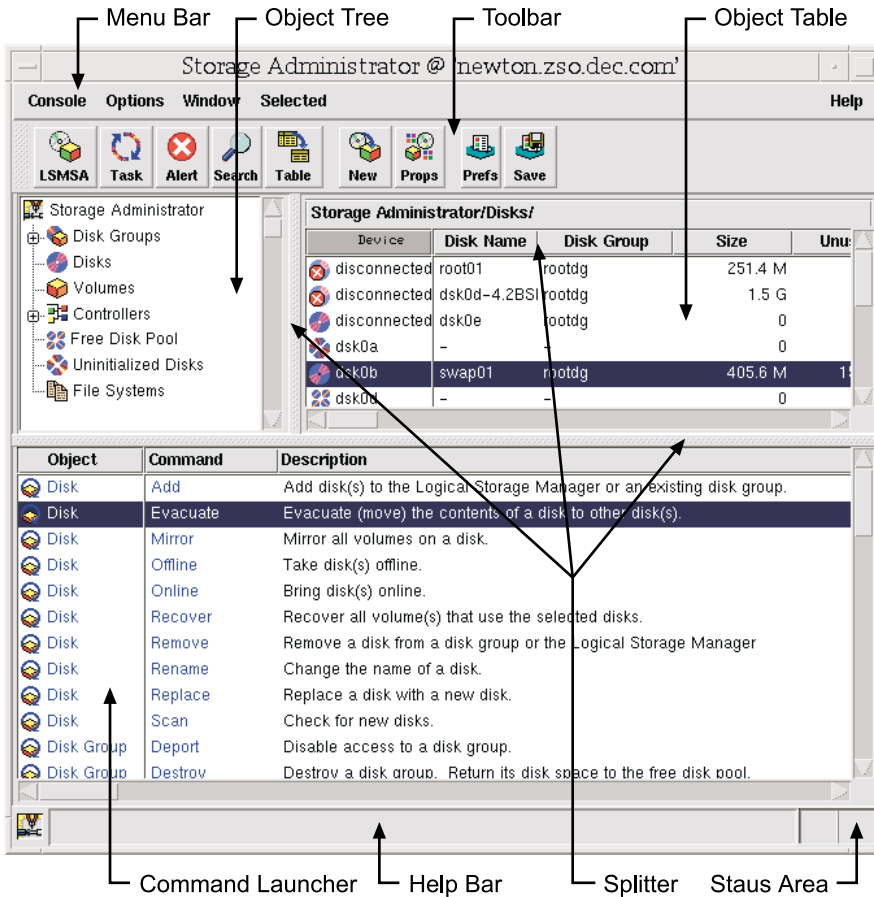 Menu Bar Object Tree Toolbar Object Table
Storage Administrator @ 'newton.zso.dec.com'
Console Options Window Selected Help
LSMSA Task Alert Search Table New Props Prefs Save
Storage Administrator
Disk Groups
Disks
Volumes
Controllers
Free Disk Pool
Uninitialized Disks
File Systems
Storage Administrator/Disks/
Device Disk Name Disk Group Size Unu
disconnected root01 rootdg 251.4 M
disconnected dsk0d-4.2BSI rootdg 1.5 G
disconnected dsk0e rootdg 0
dsk0a - - 0
dsk0b swap01 rootdg 405.6 M 1
dsk0d - - 0
Object Command Description
Disk Add Add disk(s) to the Logical Storage Manager or an existing disk group.
Disk Evacuate Evacuate (move) the contents of a disk to other disk(s).
Disk Mirror Mirror all volumes on a disk.
Disk Offline Take disk(s) offline.
Disk Online Bring disk(s) online.
Disk Recover Recover all volume(s) that use the selected disks.
Disk Remove Remove a disk from a disk group or the Logical Storage Manager
Disk Rename Change the name of a disk.
Disk Replace Replace a disk with a new disk.
Disk Scan Check for new disks.
Disk Group Deport Disable access to a disk group.
Disk Group Destroy Destroy a disk group. Return its disk space to the free disk pool.
Command Launcher Help Bar Splitter Staus Area